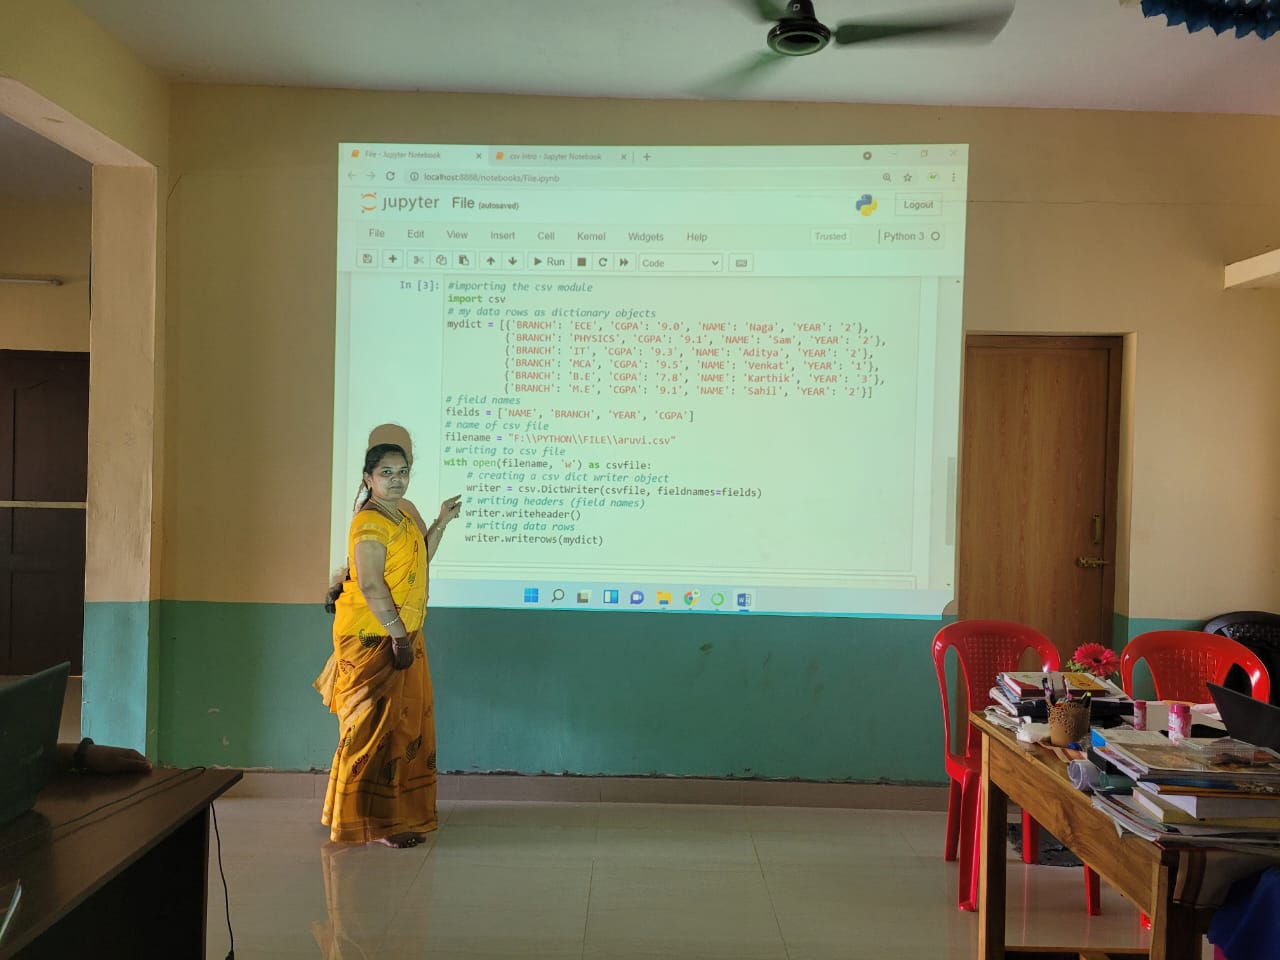 File - Jupyter Notebook
csv intro - Jupyter Notebook
localhost:8888/notebooks/File.ipynb
jupyter File (autosaved)
Logout
File Edit View Insert Cell Kernel Widgets Help
Trusted
Python 3
Run
Code
In [3]:
#importing the csv module
import csv
# my data rows as dictionary objects
mydict = [{'BRANCH': 'ECE', 'CGPA': '9.0', 'NAME': 'Naga', 'YEAR': '2'},
{'BRANCH': 'PHYSICS', 'CGPA': '9.1', 'NAME': 'Sam', 'YEAR': '2'},
{'BRANCH': 'IT', 'CGPA': '9.3', 'NAME': 'Aditya', 'YEAR': '2'},
{'BRANCH': 'MCA', 'CGPA': '9.5', 'NAME': 'Venkat', 'YEAR': '1'},
{'BRANCH': 'B.E', 'CGPA': '7.8', 'NAME': 'Karthik', 'YEAR': '3'},
{'BRANCH': 'M.E', 'CGPA': '9.1', 'NAME': 'Sahil', 'YEAR': '2'}]
# field names
fields = ['NAME', 'BRANCH', 'YEAR', 'CGPA']
# name of csv file
filename = "F:\\PYTHON\\FILE\\aruvi.csv"
# writing to csv file
with open(filename, 'w') as csvfile:
# creating a csv dict writer object
writer = csv.DictWriter(csvfile, fieldnames=fields)
# writing headers (field names)
writer.writeheader()
# writing data rows
writer.writerows(mydict)